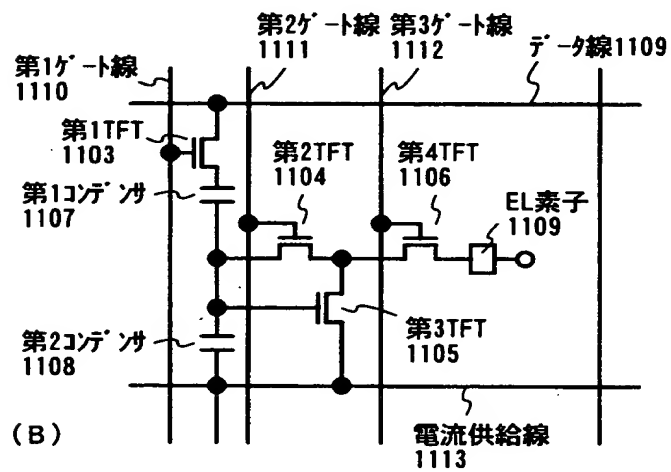 第2ｹﾞｰﾄ線
1111
第3ｹﾞｰﾄ線
1112
ﾃﾞｰﾀ線1109
第1ｹﾞｰﾄ線
1110
第1TFT
1103
第2TFT
1104
第4TFT
1106
第1ｺﾝﾃﾞﾝｻ
1107
EL素子
1109
第3TFT
1105
第2ｺﾝﾃﾞﾝｻ
1108
(B)
電流供給線
1113